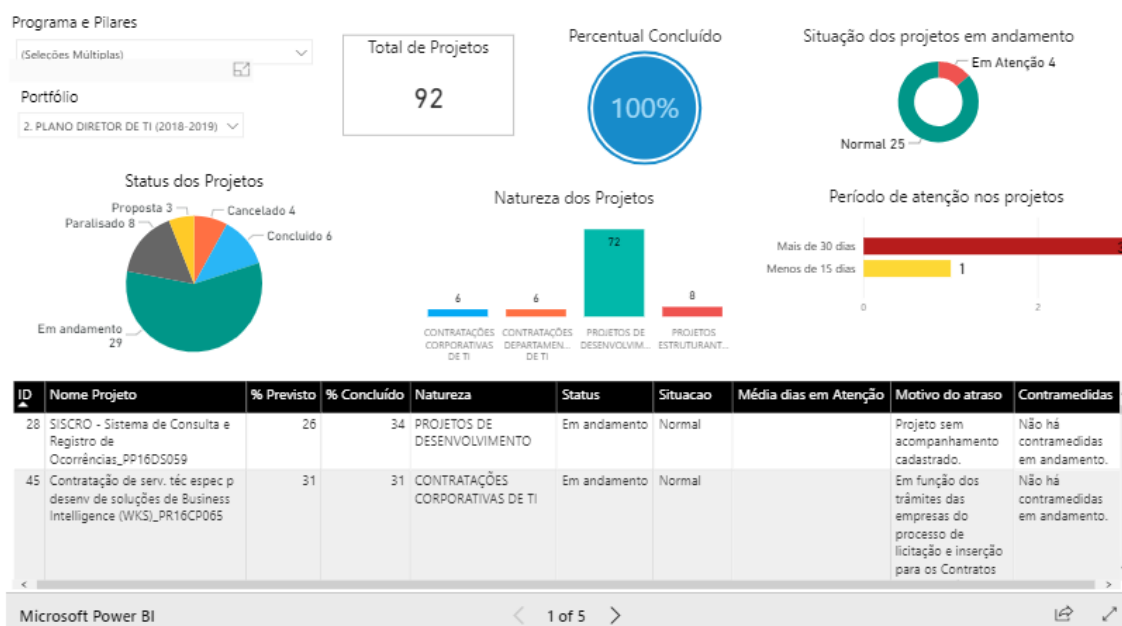 Programa e Pilares
(Seleções Múltiplas)
Portfólio
2. PLANO DIRETOR DE TI (2018-2019)
Total de Projetos
92
Percentual Concluído
100%
Situação dos projetos em andamento
Em Atenção 4
Normal 25
Status dos Projetos
Proposta 3
Cancelado 4
Paralisado 8
Concluido 6
Em andamento
29
Natureza dos Projetos
6
6
72
8
CONTRATAÇÕES
CORPORATIVAS
DE TI
CONTRATAÇÕES
DEPARTAMEN...
DE TI
PROJETOS DE
DESENVOLVIM...
PROJETOS
ESTRUTURANT...
Período de atenção nos projetos
Mais de 30 dias
Menos de 15 dias
1
0
2
ID Nome Projeto % Previsto % Concluído Natureza Status Situacao Média dias em Atenção Motivo do atraso Contramedidas
28 SISCRO - Sistema de Consulta e 26 34 PROJETOS DE Em andamento Normal Projeto sem Não há
Registro de DESENVOLVIMENTO acompanhamento contramedidas
Ocorrências_PP16DS059 cadastrado. em andamento.
45 Contratação de serv. téc espec p 31 31 CONTRATAÇÕES Em andamento Normal Em função dos Não há
desenv de soluções de Business CORPORATIVAS DE TI trâmites das contramedidas
Intelligence (WKS)_PR16CP065 empresas do em andamento.
processo de
licitação e inserção
para os Contratos
Microsoft Power BI
1 of 5